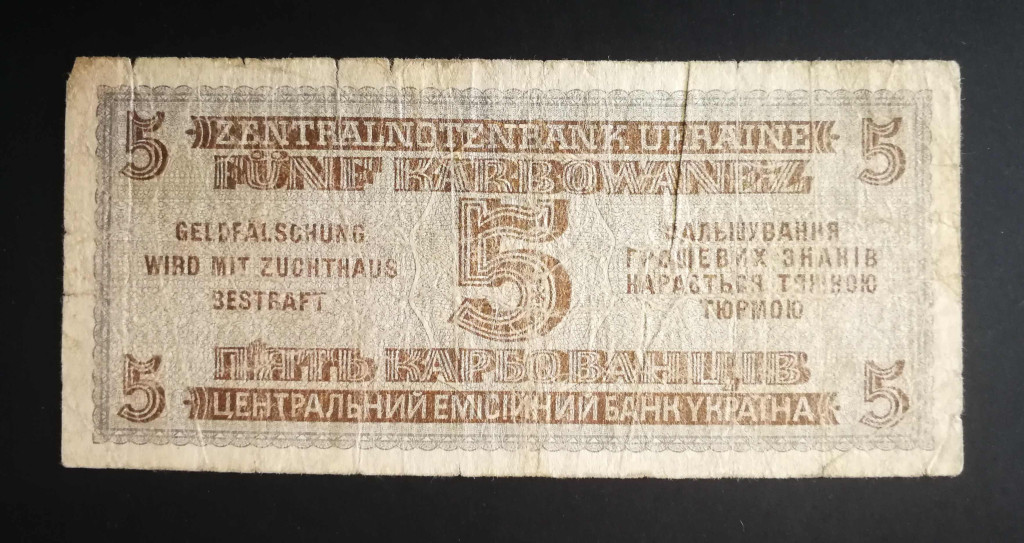 5 ZENTRALNOTENBANK UKRAINE 5
FÜNF KARBOWANEZ
5
GELDFÄLSCHUNG
WIRD MIT ZUCHTHAUS
BESTRAFT
ФАЛЬШУВАННЯ
ГРОШЕВИХ ЗНАКІВ
КАРАЄТЬСЯ ТЯЖКОЮ
ТЮРМОЮ
П'ЯТЬ КАРБОВАНЦІВ
5 ЦЕНТРАЛЬНИЙ ЕМІСІЙНИЙ БАНК УКРАЇНА 5